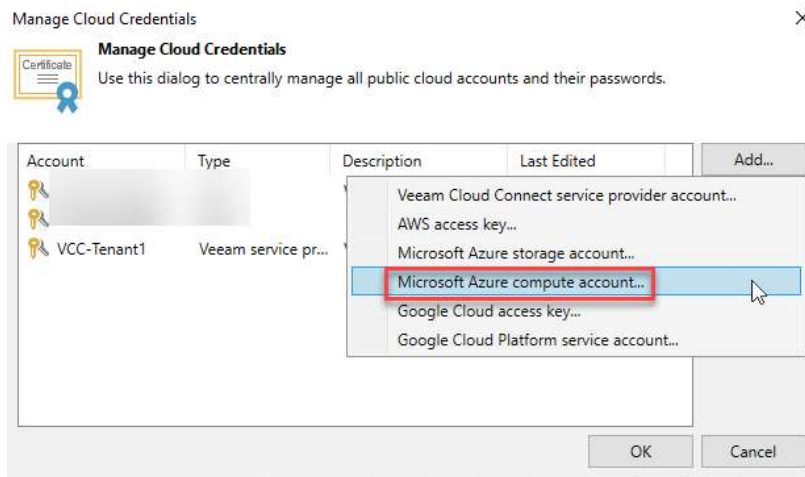 Manage Cloud Credentials
Manage Cloud Credentials
Certificate
Use this dialog to centrally manage all public cloud accounts and their passwords.
Account Type Description Last Edited Add...
Veeam Cloud Connect service provider account...
AWS access key...
VCC-Tenant1 Veeam service pr... Microsoft Azure storage account...
Microsoft Azure compute account...
Google Cloud access key...
Google Cloud Platform service account...
OK Cancel